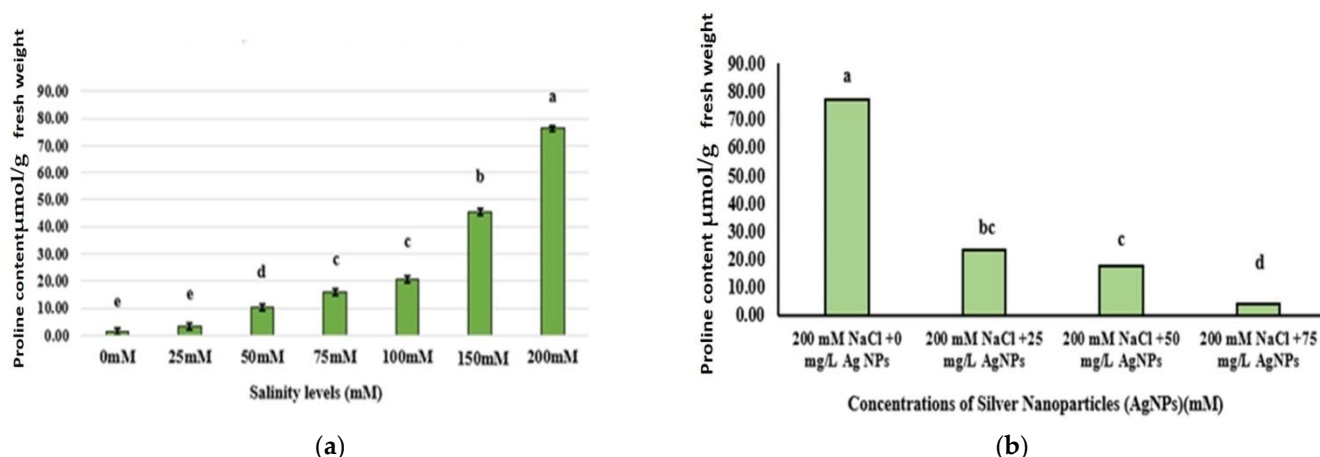 Proline contentµmol/g fresh weight
90.00
80.00
70.00
60.00
50.00
40.00
30.00
20.00
10.00
0.00
e
e
d
c
c
b
a
0mM 25mM 50mM 75mM 100mM 150mM 200mM
Salinity levels (mM)
(a)
Proline content µmol/g fresh weight
90.00
80.00
70.00
60.00
50.00
40.00
30.00
20.00
10.00
0.00
a
bc
c
d
200 mM NaCl +0 200 mM NaCl +25 200 mM NaCl +50 200 mM NaCl +75
mg/L Ag NPs mg/L AgNPs mg/L AgNPs mg/L AgNPs
Concentrations of Silver Nanoparticles (AgNPs)(mM)
(b)